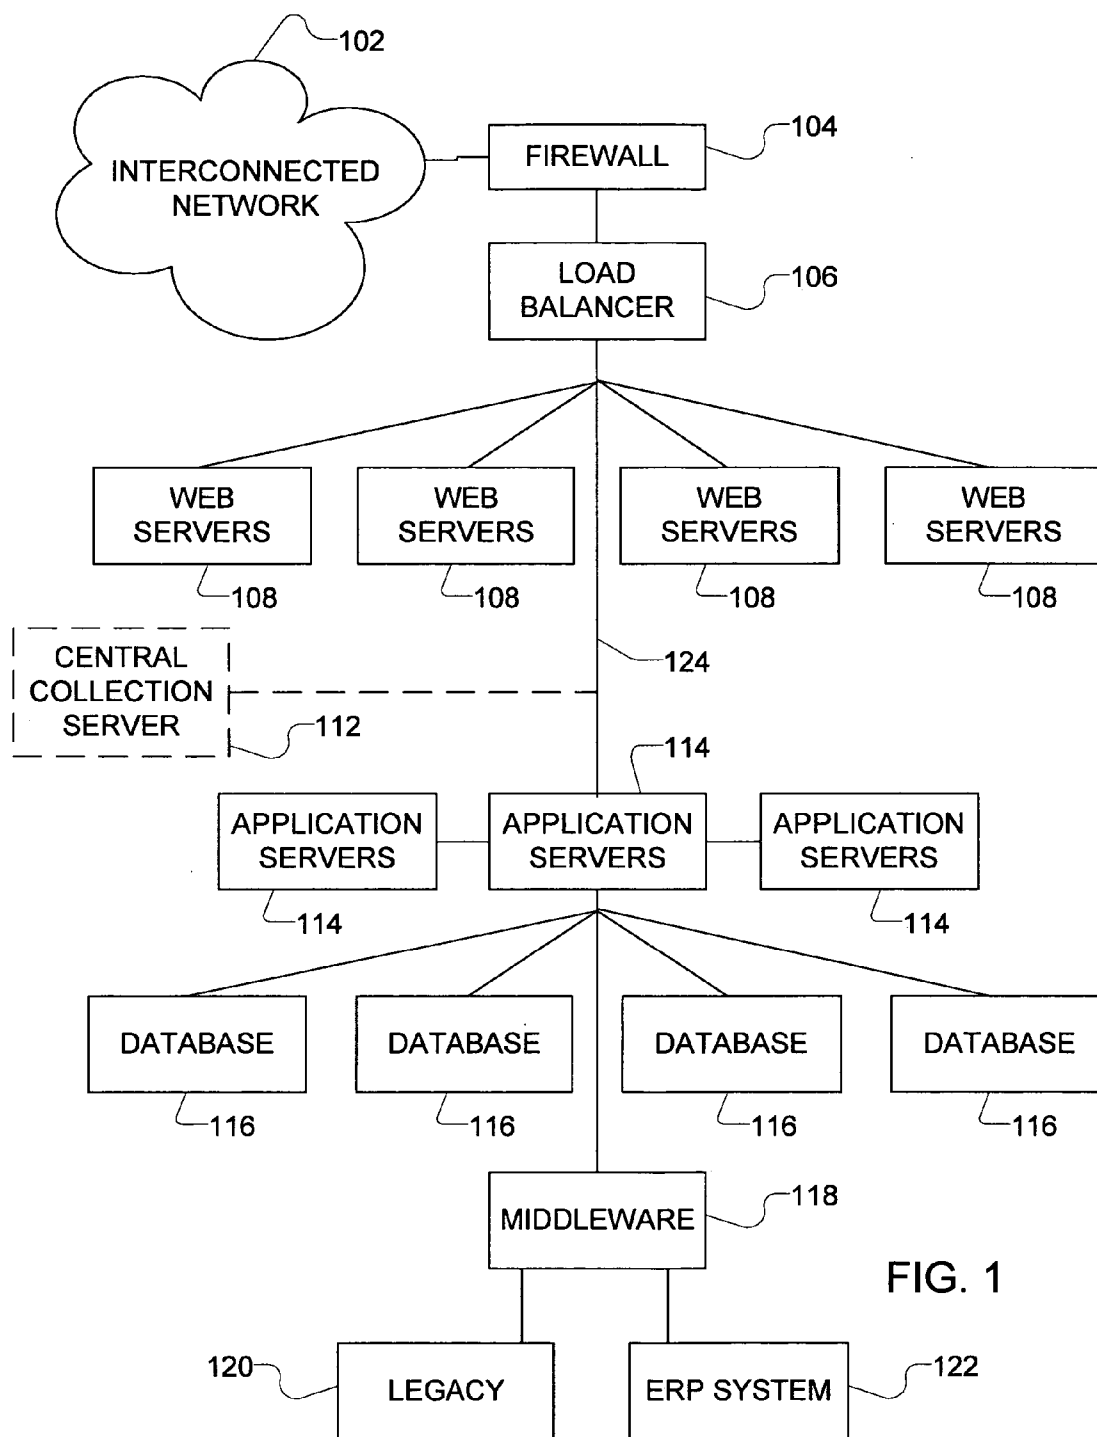 102
104
FIREWALL
INTERCONNECTED
NETWORK
LOAD
BALANCER
106
WEB
SERVERS
WEB
SERVERS
WEB
SERVERS
WEB
SERVERS
108
108
108
108
CENTRAL
COLLECTION
SERVER
124
112
114
APPLICATION
SERVERS
APPLICATION
SERVERS
APPLICATION
SERVERS
114
114
DATABASE
DATABASE
DATABASE
DATABASE
116
116
116
116
MIDDLEWARE
118
FIG. 1
120
LEGACY
ERP SYSTEM
122